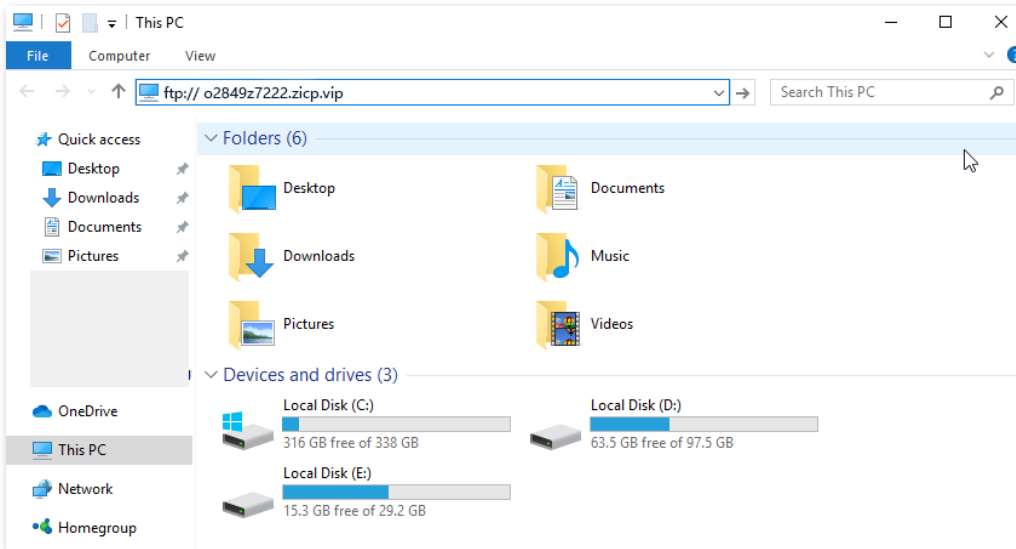 This PC
File Computer View
ftp:// o2849z7222.zicp.vip Search This PC
Quick access
Desktop
Downloads
Documents
Pictures
OneDrive
This PC
Network
Homegroup
Folders (6)
Desktop Documents
Downloads Music
Pictures Videos
Devices and drives (3)
Local Disk (C:)
316 GB free of 338 GB
Local Disk (D:)
63.5 GB free of 97.5 GB
Local Disk (E:)
15.3 GB free of 29.2 GB